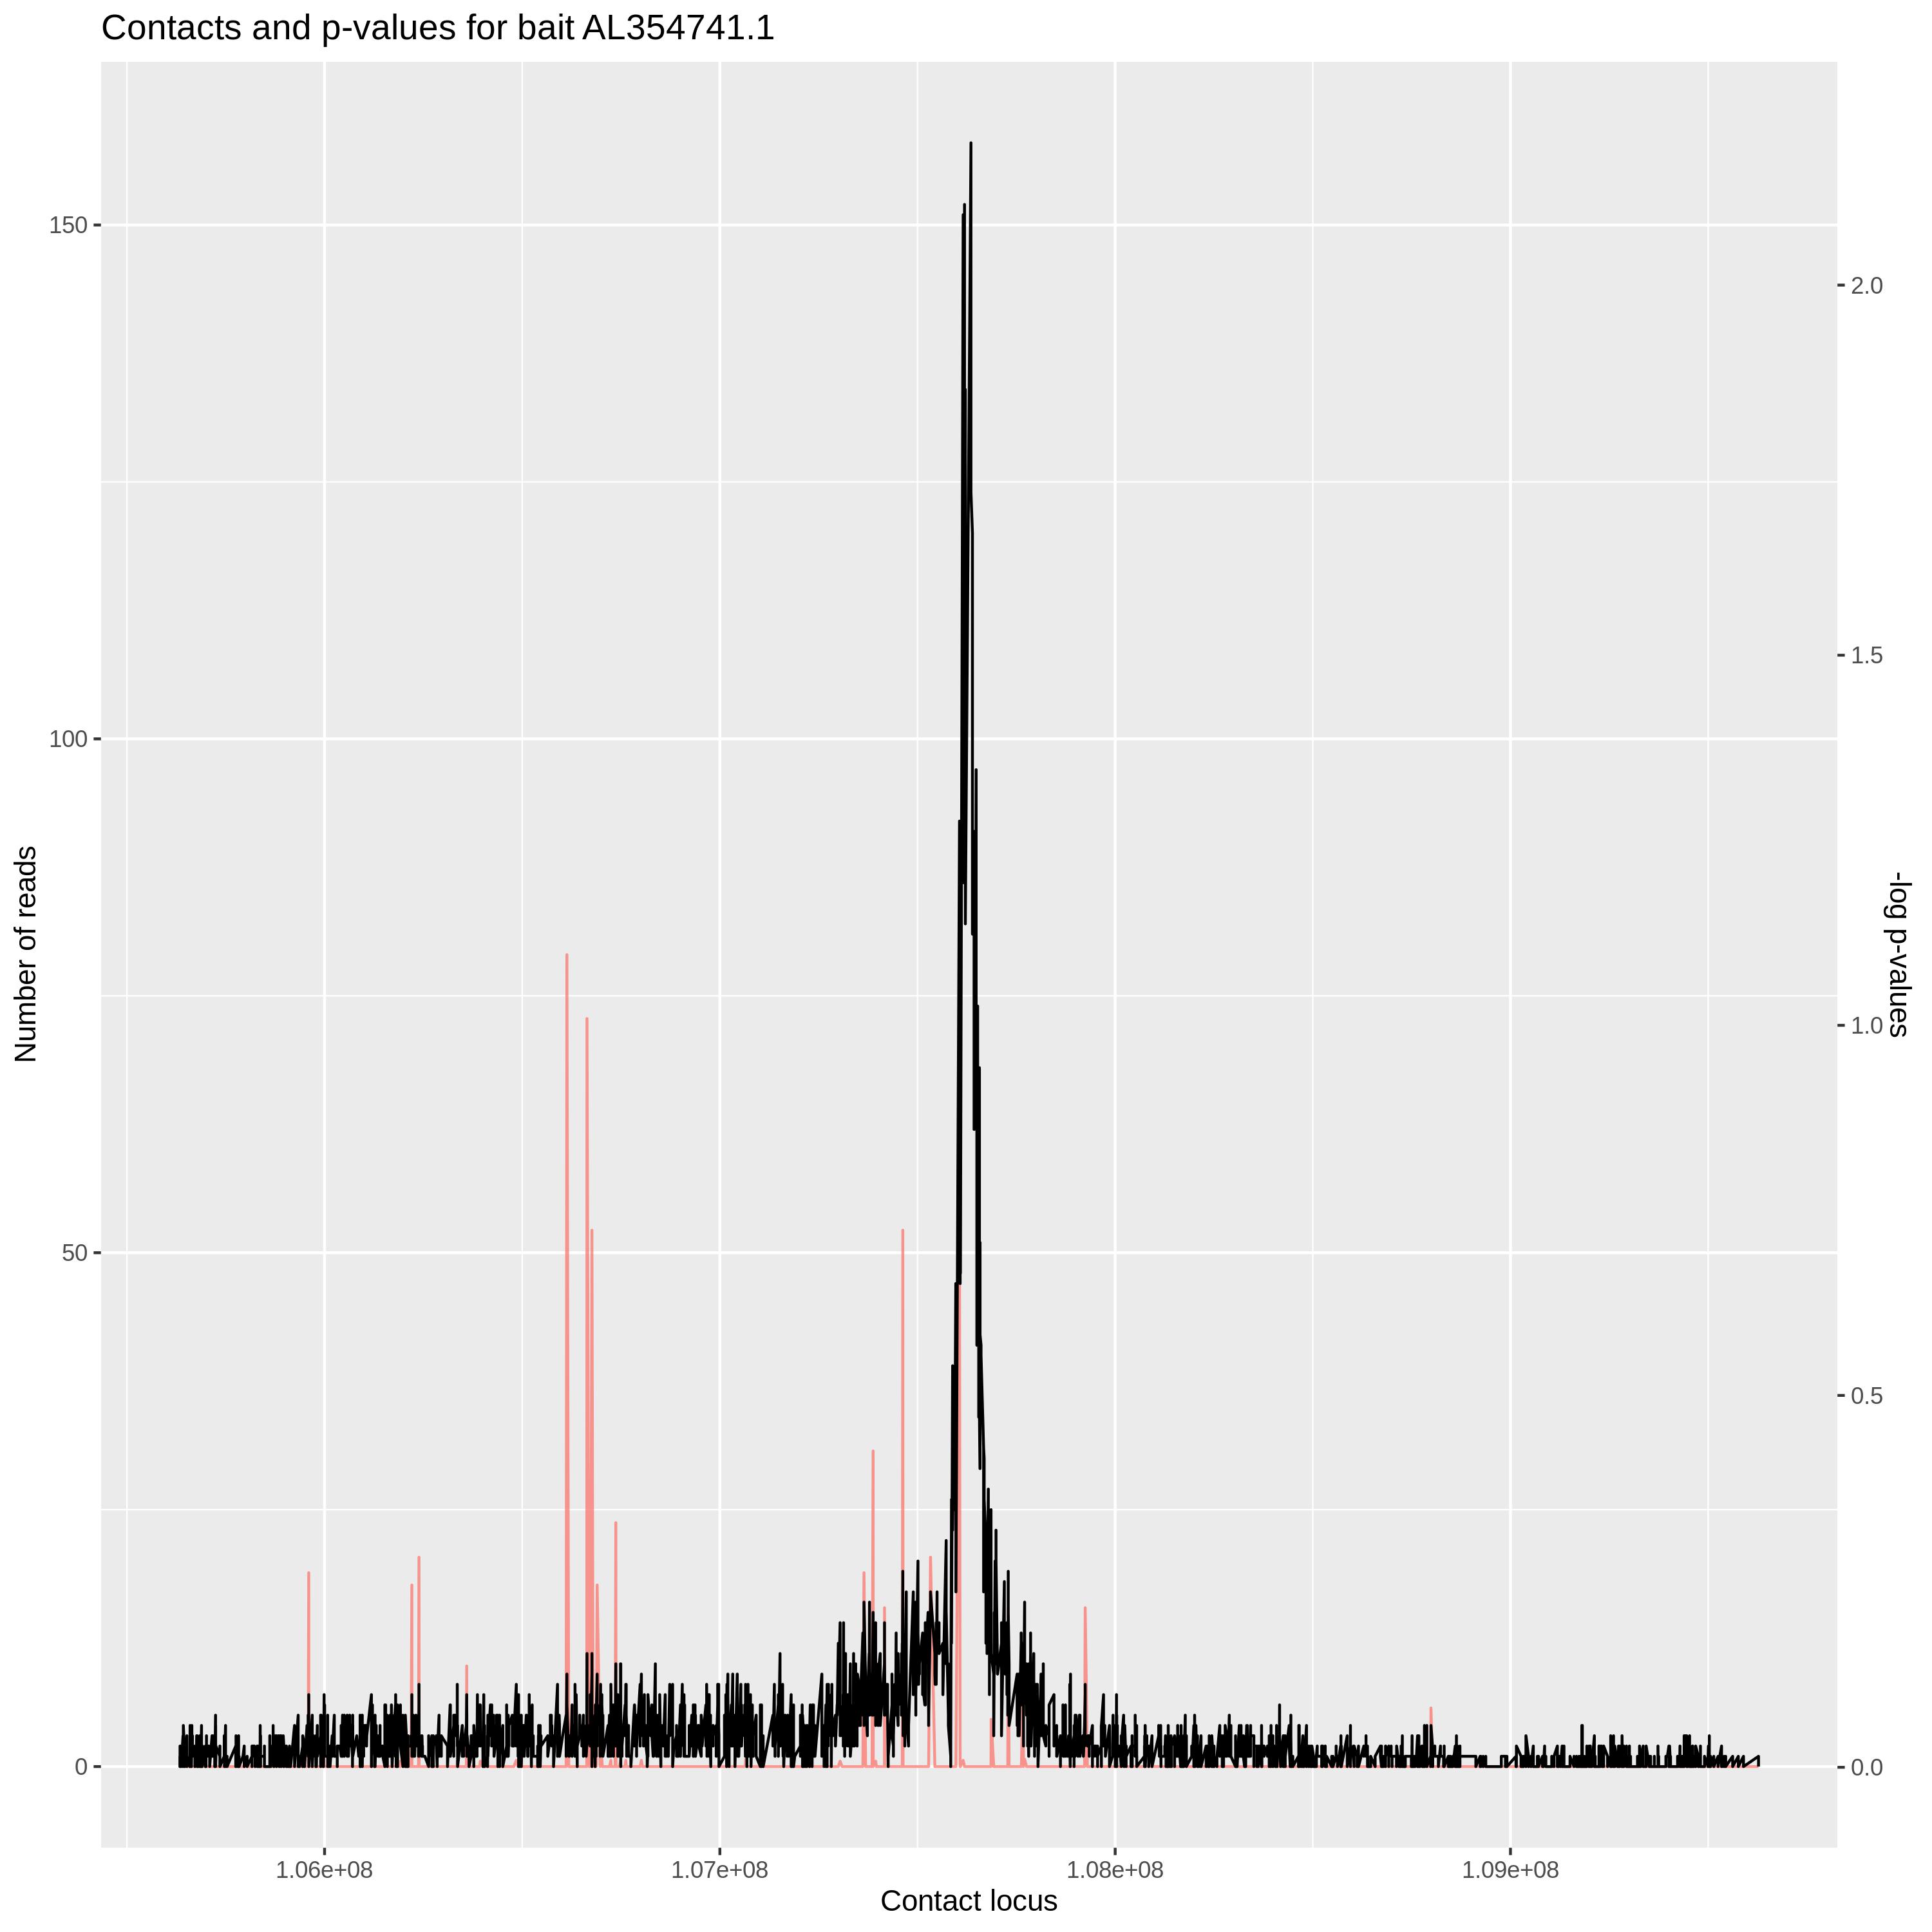 Contacts and p-values for bait AL354741.1
150
100
50
0
Number of reads
2.0
1.5
1.0
0.5
0.0
-log p-values
1.06e+08
1.07e+08
1.08e+08
1.09e+08
Contact locus